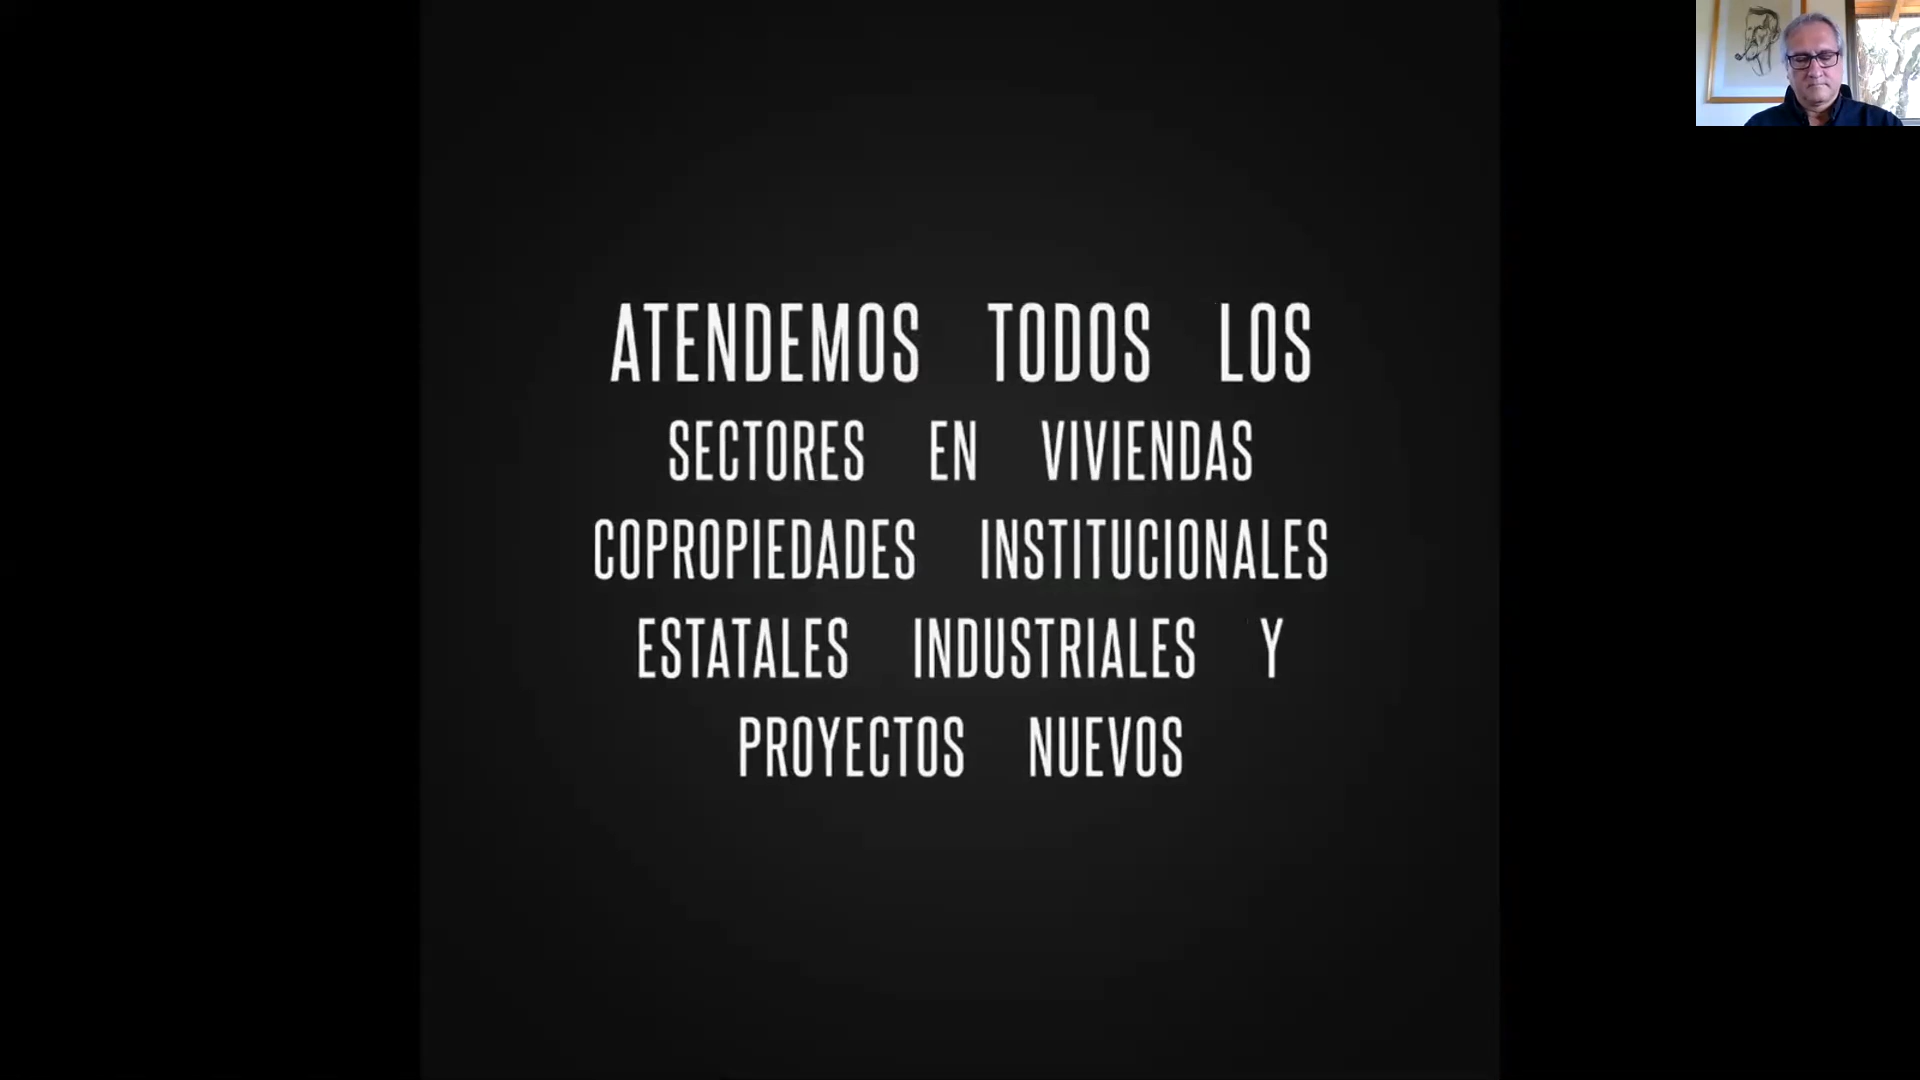 ATENDEMOS TODOS LOS
SECTORES EN VIVIENDAS
COPROPIEDADES INSTITUCIONALES
ESTATALES INDUSTRIALES Y
PROYECTOS NUEVOS